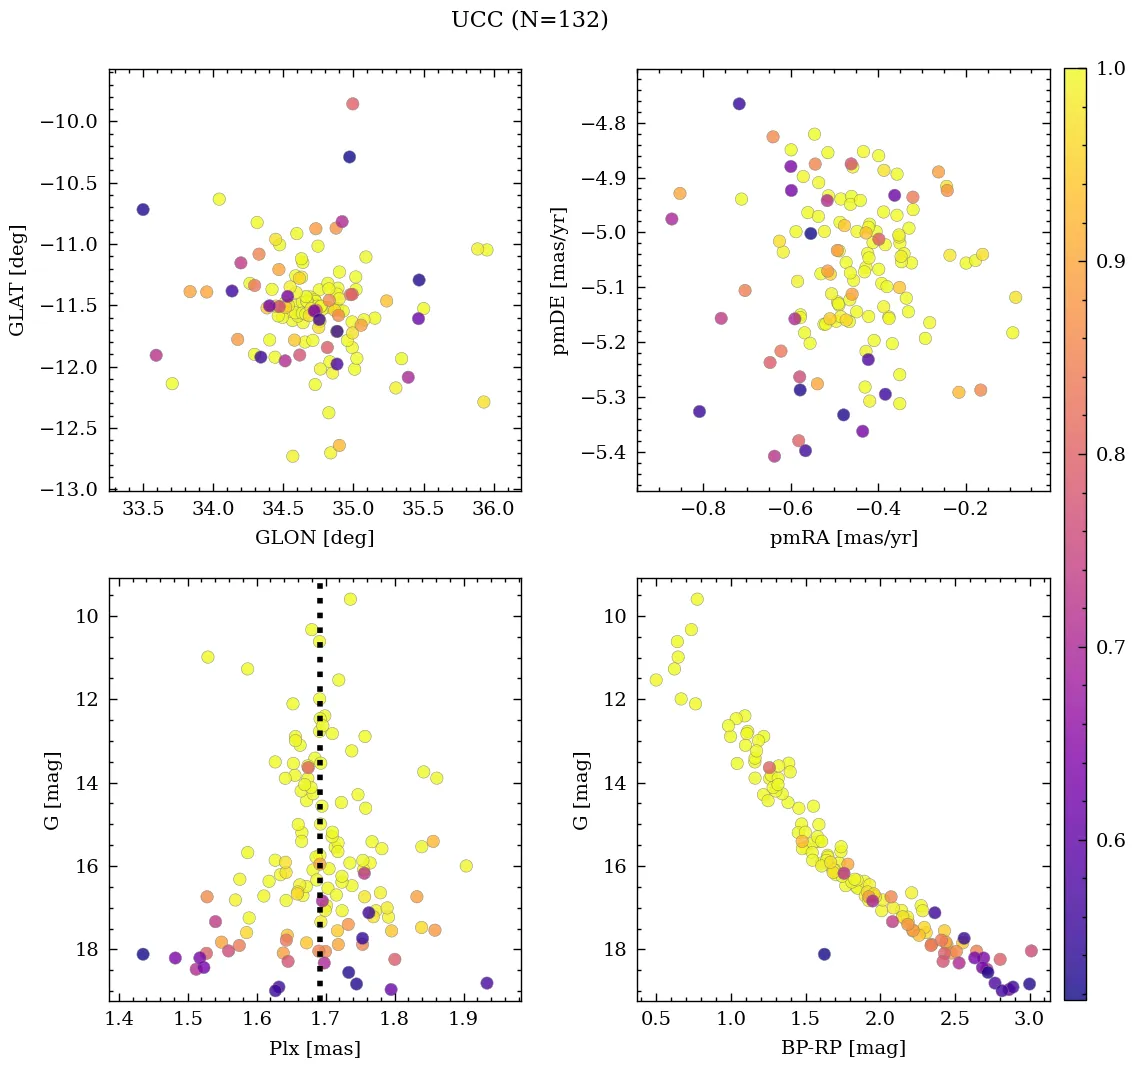 UCC (N=132)
−10.0
−10.5
−11.0
−11.5
−12.0
−12.5
−13.0
GLAT [deg]
33.5 34.0 34.5 35.0 35.5 36.0
GLON [deg]
−4.8
−4.9
−5.0
−5.1
−5.2
−5.3
−5.4
pmDE [mas/yr]
−0.8 −0.6 −0.4 −0.2
pmRA [mas/yr]
1.0
0.9
0.8
0.7
0.6
10
12
14
16
18
G [mag]
1.4 1.5 1.6 1.7 1.8 1.9
Plx [mas]
10
12
14
16
18
G [mag]
0.5 1.0 1.5 2.0 2.5 3.0
BP-RP [mag]